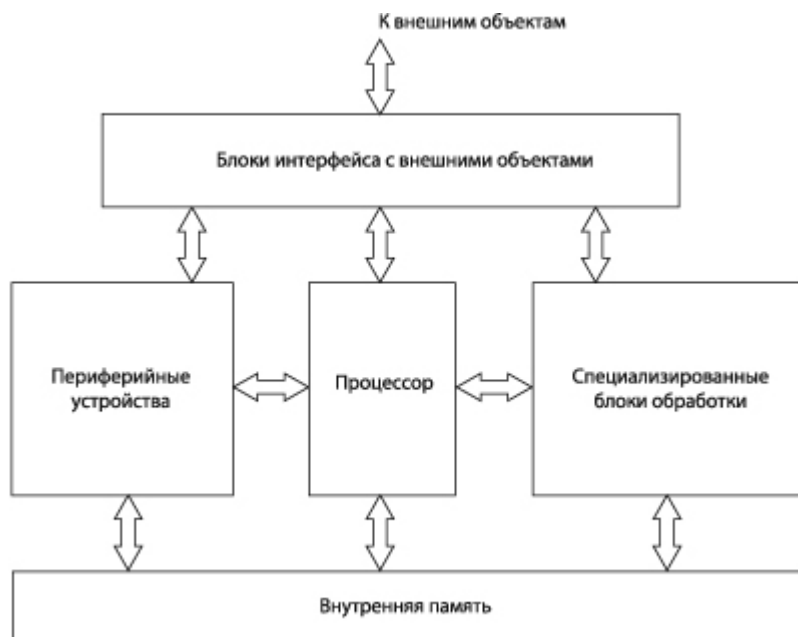 К внешним объектам
Блоки интерфейса с внешними объектами
Периферийные
устройства
Процессор
Специализированные
блоки обработки
Внутренняя память